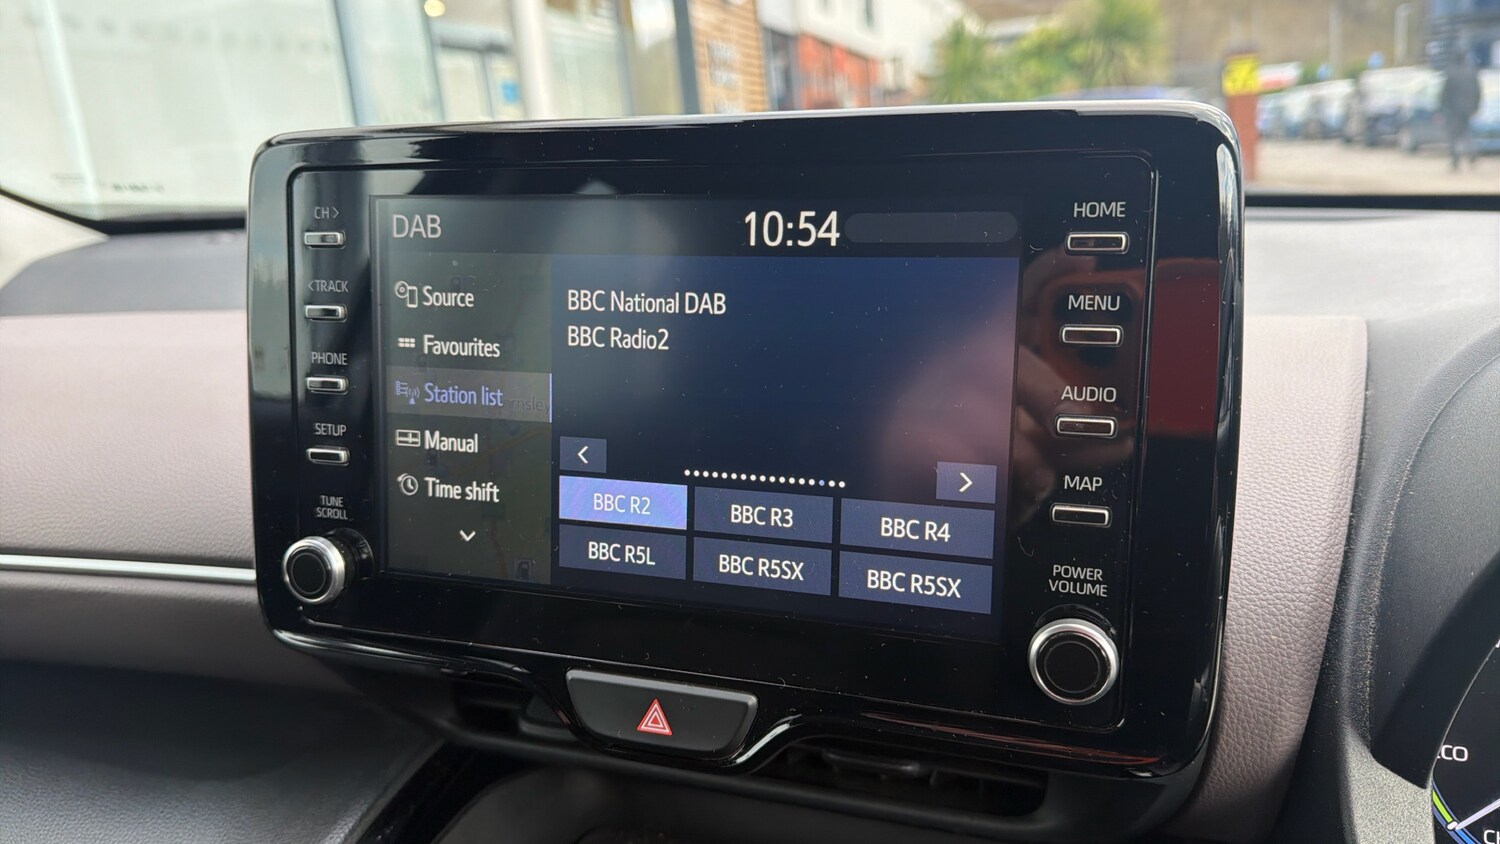 CH>
<TRACK
PHONE
SETUP
TUNE
SCROLL
DAB
10:54
Source
Favourites
Station list
Manual
Time shift
BBC National DAB
BBC Radio2
<
>
BBC R2
BBC R3
BBC R4
BBC R5L
BBC R5SX
BBC R5SX
HOME
MENU
AUDIO
MAP
POWER
VOLUME